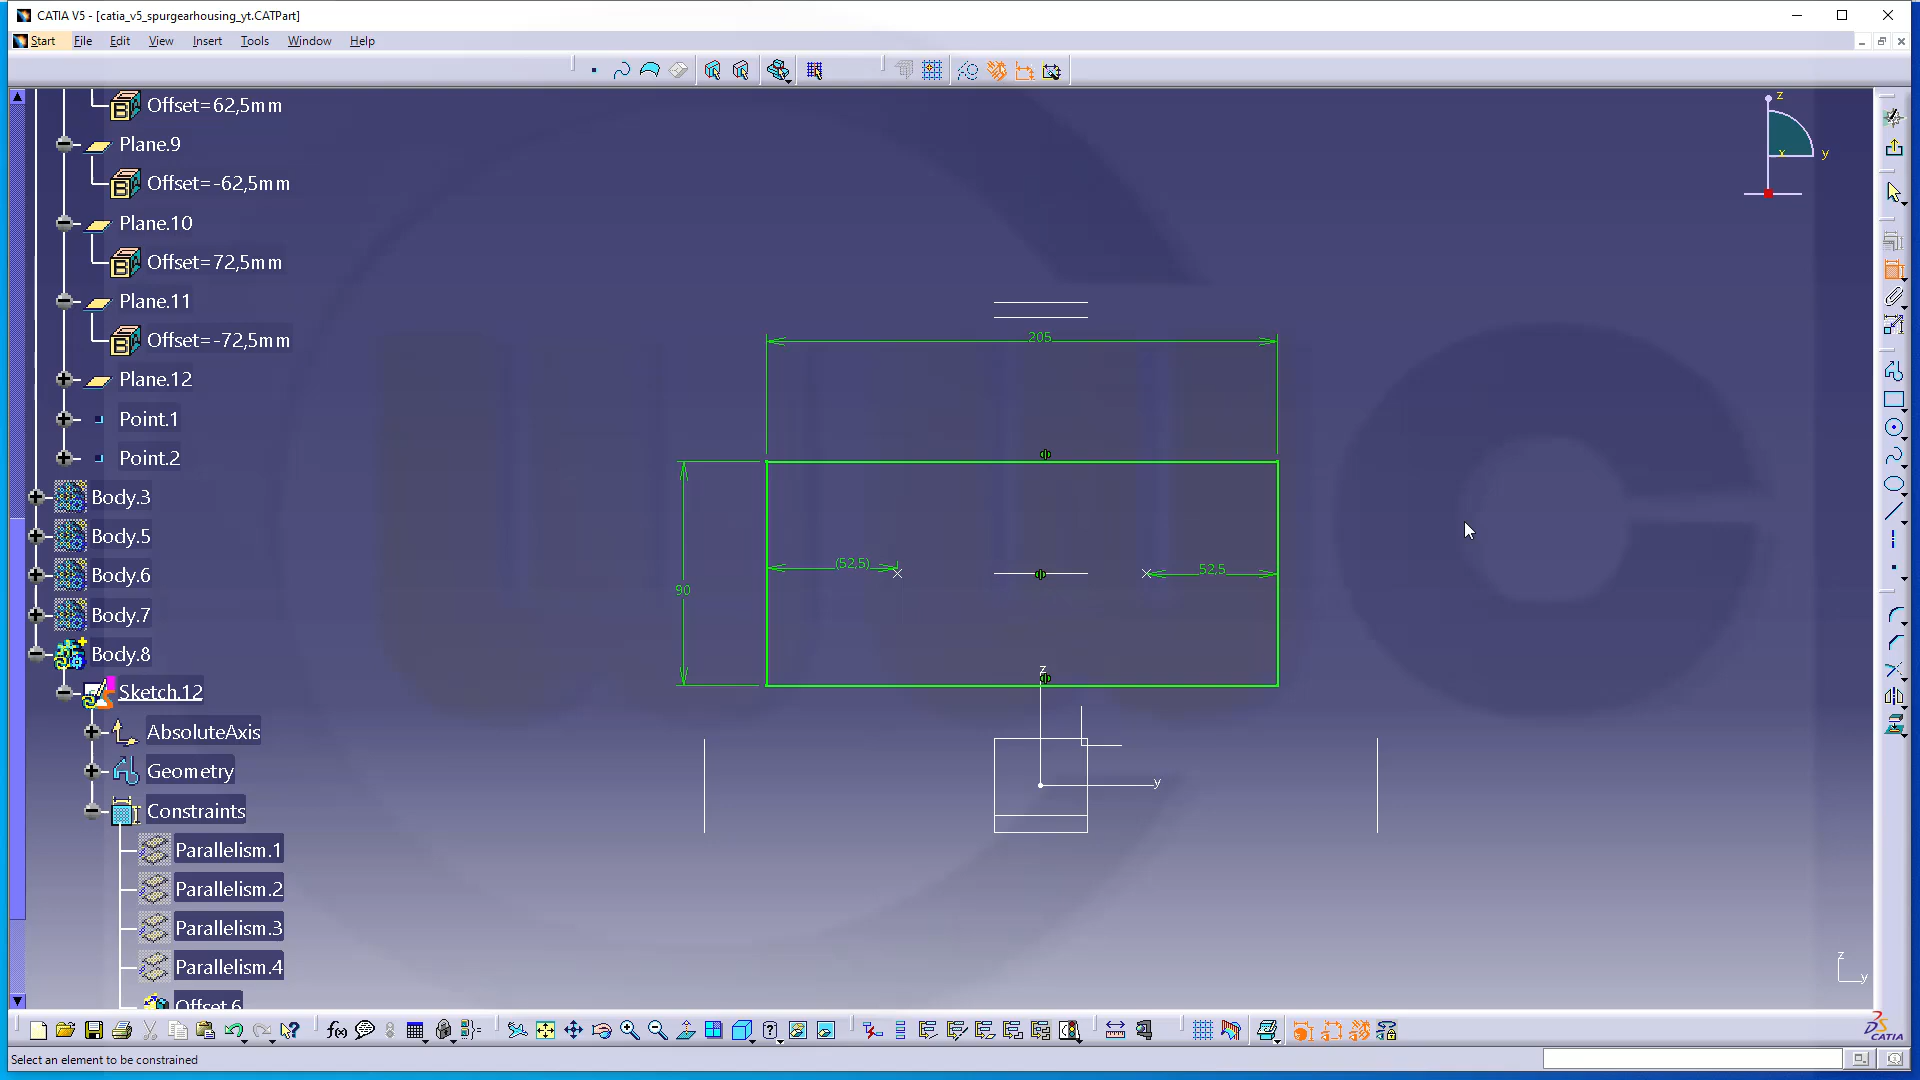 CATIA V5 - [catia_v5_spurgearhousing_yt.CATPart]
Start File Edit View Insert Tools Window Help
Offset=62,5mm
Plane.9
Offset=-62,5mm
Plane.10
Offset=72,5mm
Plane.11
Offset=-72,5mm
Plane.12
Point.1
Point.2
Body.3
Body.5
Body.6
Body.7
Body.8
Sketch.12
AbsoluteAxis
Geometry
Constraints
Parallelism.1
Parallelism.2
Parallelism.3
Parallelism.4
Offset.6
205
90
(52,5)
52,5
z
y
z
x
y
z
y
CATIA
Select an element to be constrained